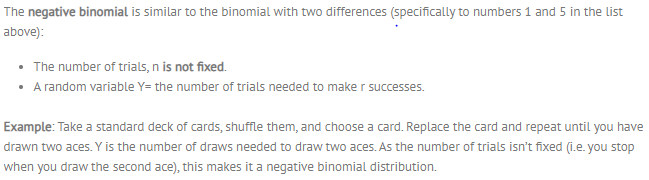 The negative binomial is similar to the binomial with two differences (specifically to numbers 1 and 5 in the list
above):
• The number of trials, n is not fixed.
• A random variable Y= the number of trials needed to make r successes.
Example: Take a standard deck of cards, shuffle them, and choose a card. Replace the card and repeat until you have
drawn two aces. Y is the number of draws needed to draw two aces. As the number of trials isn't fixed (i.e. you stop
when you draw the second ace), this makes it a negative binomial distribution.